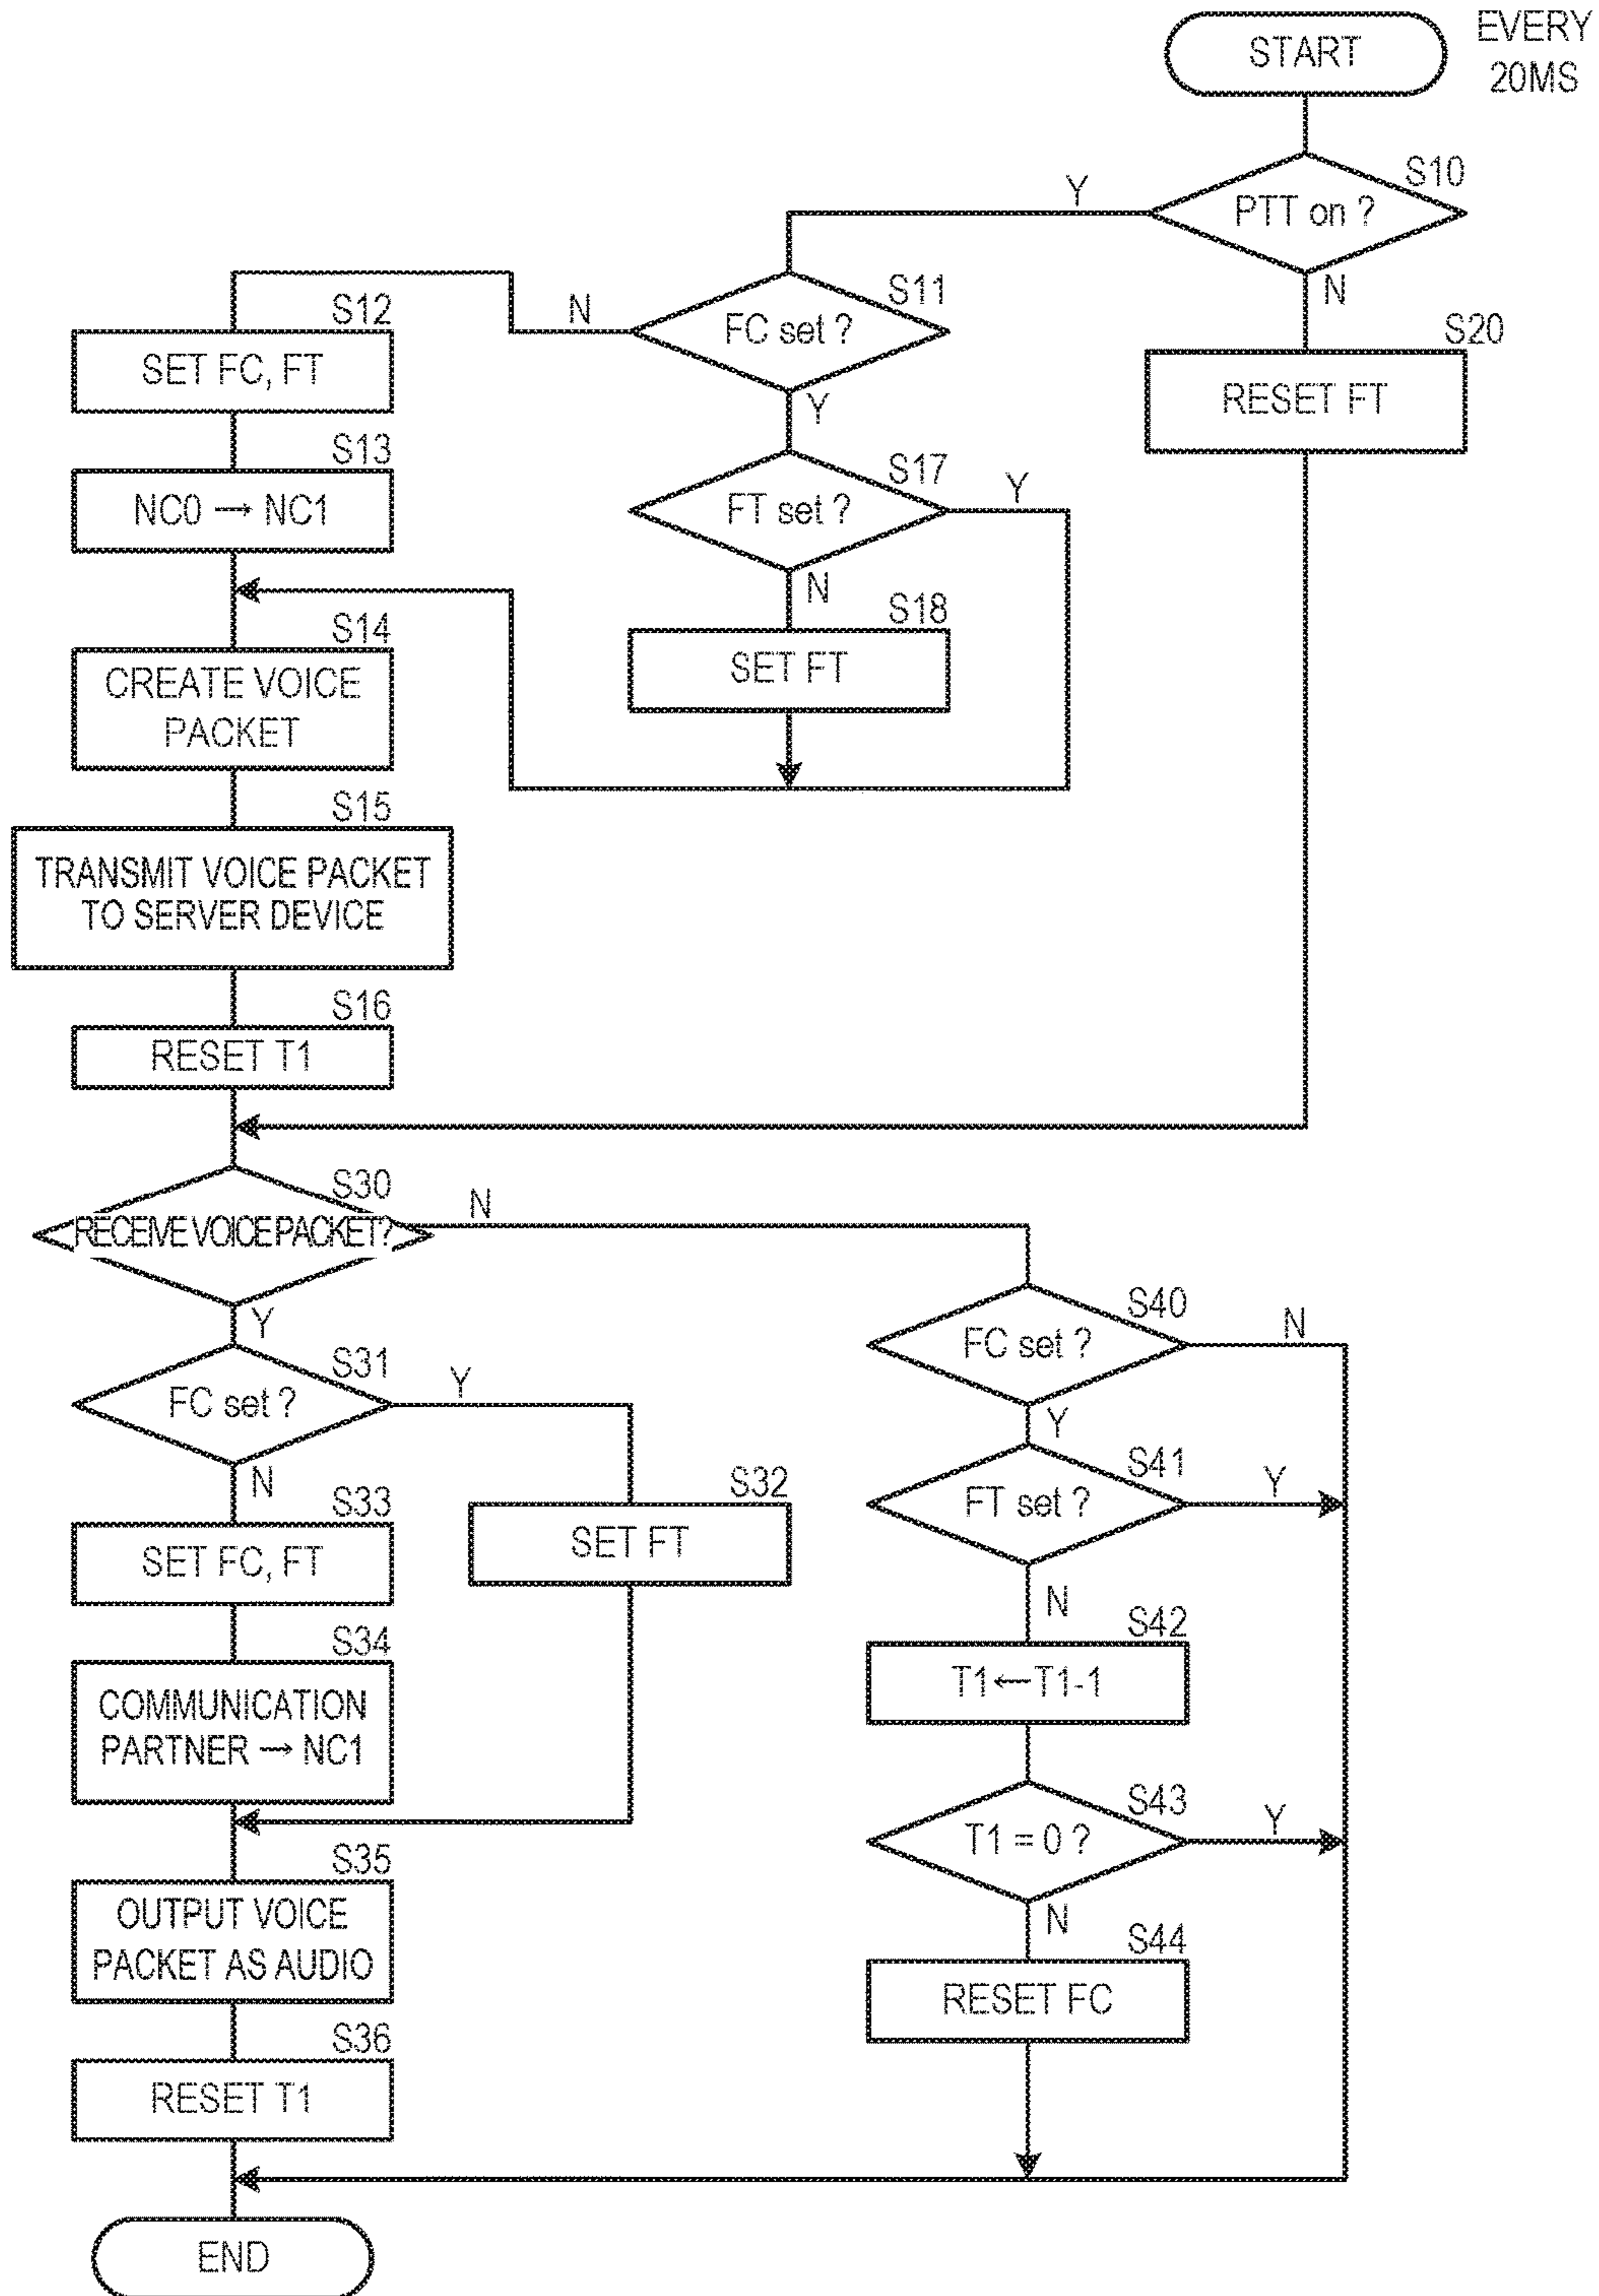 START
EVERY
20MS
S10
PTT on ?
Y
N
S11
FC set ?
N
Y
S12
SET FC, FT
S13
NC0 → NC1
S17
FT set ?
Y
N
S18
SET FT
S20
RESET FT
S14
CREATE VOICE
PACKET
S15
TRANSMIT VOICE PACKET
TO SERVER DEVICE
S16
RESET T1
S30
RECEIVE VOICE PACKET?
N
Y
S31
FC set ?
Y
N
S32
SET FT
S33
SET FC, FT
S34
COMMUNICATION
PARTNER → NC1
S35
OUTPUT VOICE
PACKET AS AUDIO
S36
RESET T1
S40
FC set ?
N
Y
S41
FT set ?
Y
N
S42
T1←T1-1
S43
T1 = 0 ?
Y
N
S44
RESET FC
END